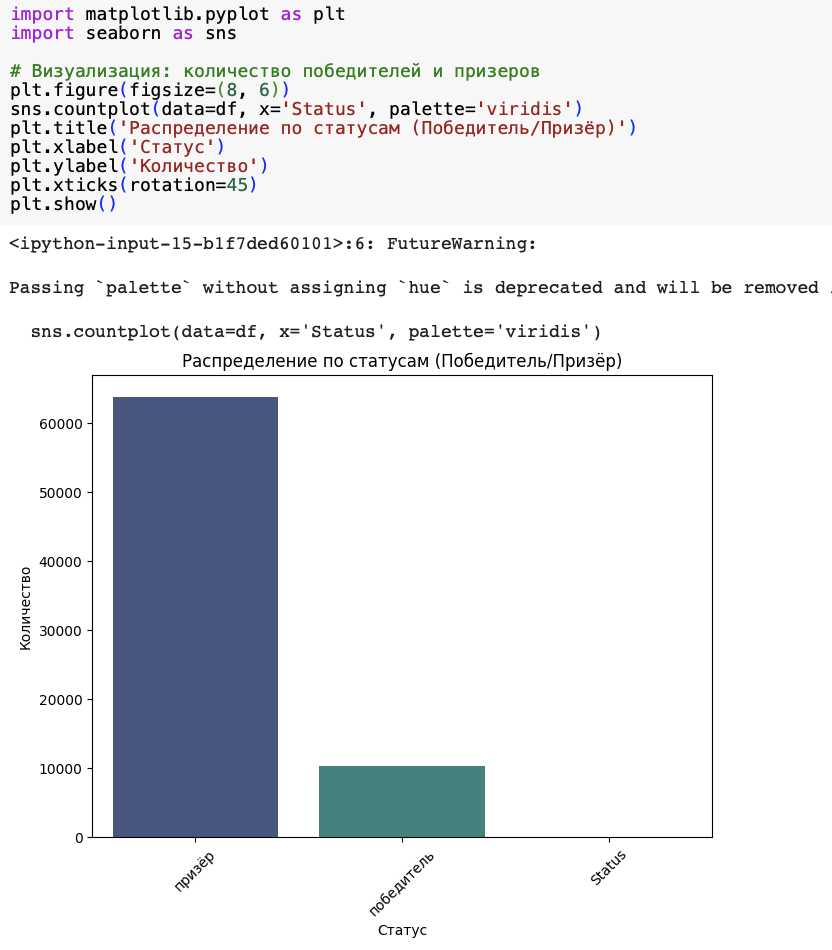 import matplotlib.pyplot as plt
import seaborn as sns
# Визуализация: количество победителей и призеров
plt.figure(figsize=(8, 6))
sns.countplot(data=df, x='Status', palette='viridis')
plt.title('Распределение по статусам (Победитель/Призёр)')
plt.xlabel('Статус')
plt.ylabel('Количество')
plt.xticks(rotation=45)
plt.show()
<ipython-input-15-b1f7ded60101>:6: FutureWarning:
Passing `palette` without assigning `hue` is deprecated and will be removed
sns.countplot(data=df, x='Status', palette='viridis')
Распределение по статусам (Победитель/Призёр)
60000
50000
40000
30000
20000
10000
0
Количество
призёр
победитель
Status
Статус